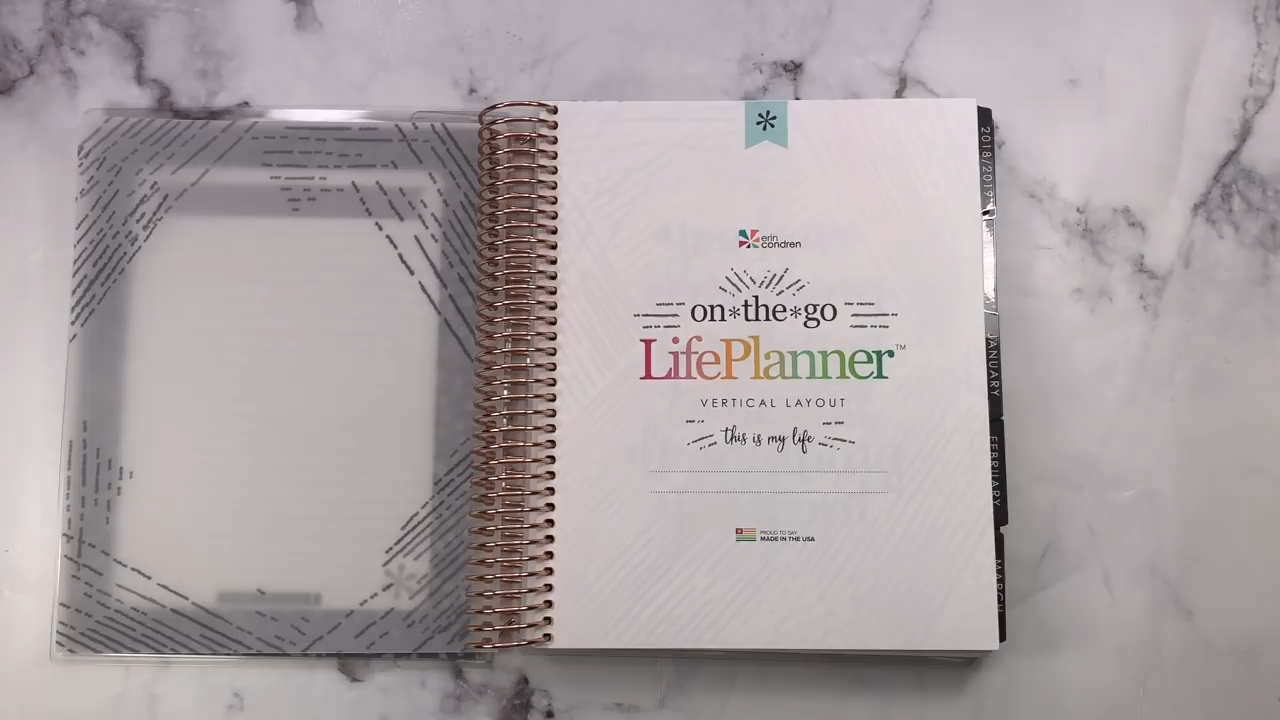 erin
condren
on*the*go
LifePlanner™
VERTICAL LAYOUT
this is my life
PROUD TO SAY
MADE IN THE USA
2018/2019
JANUARY
FEBRUARY
MARCH